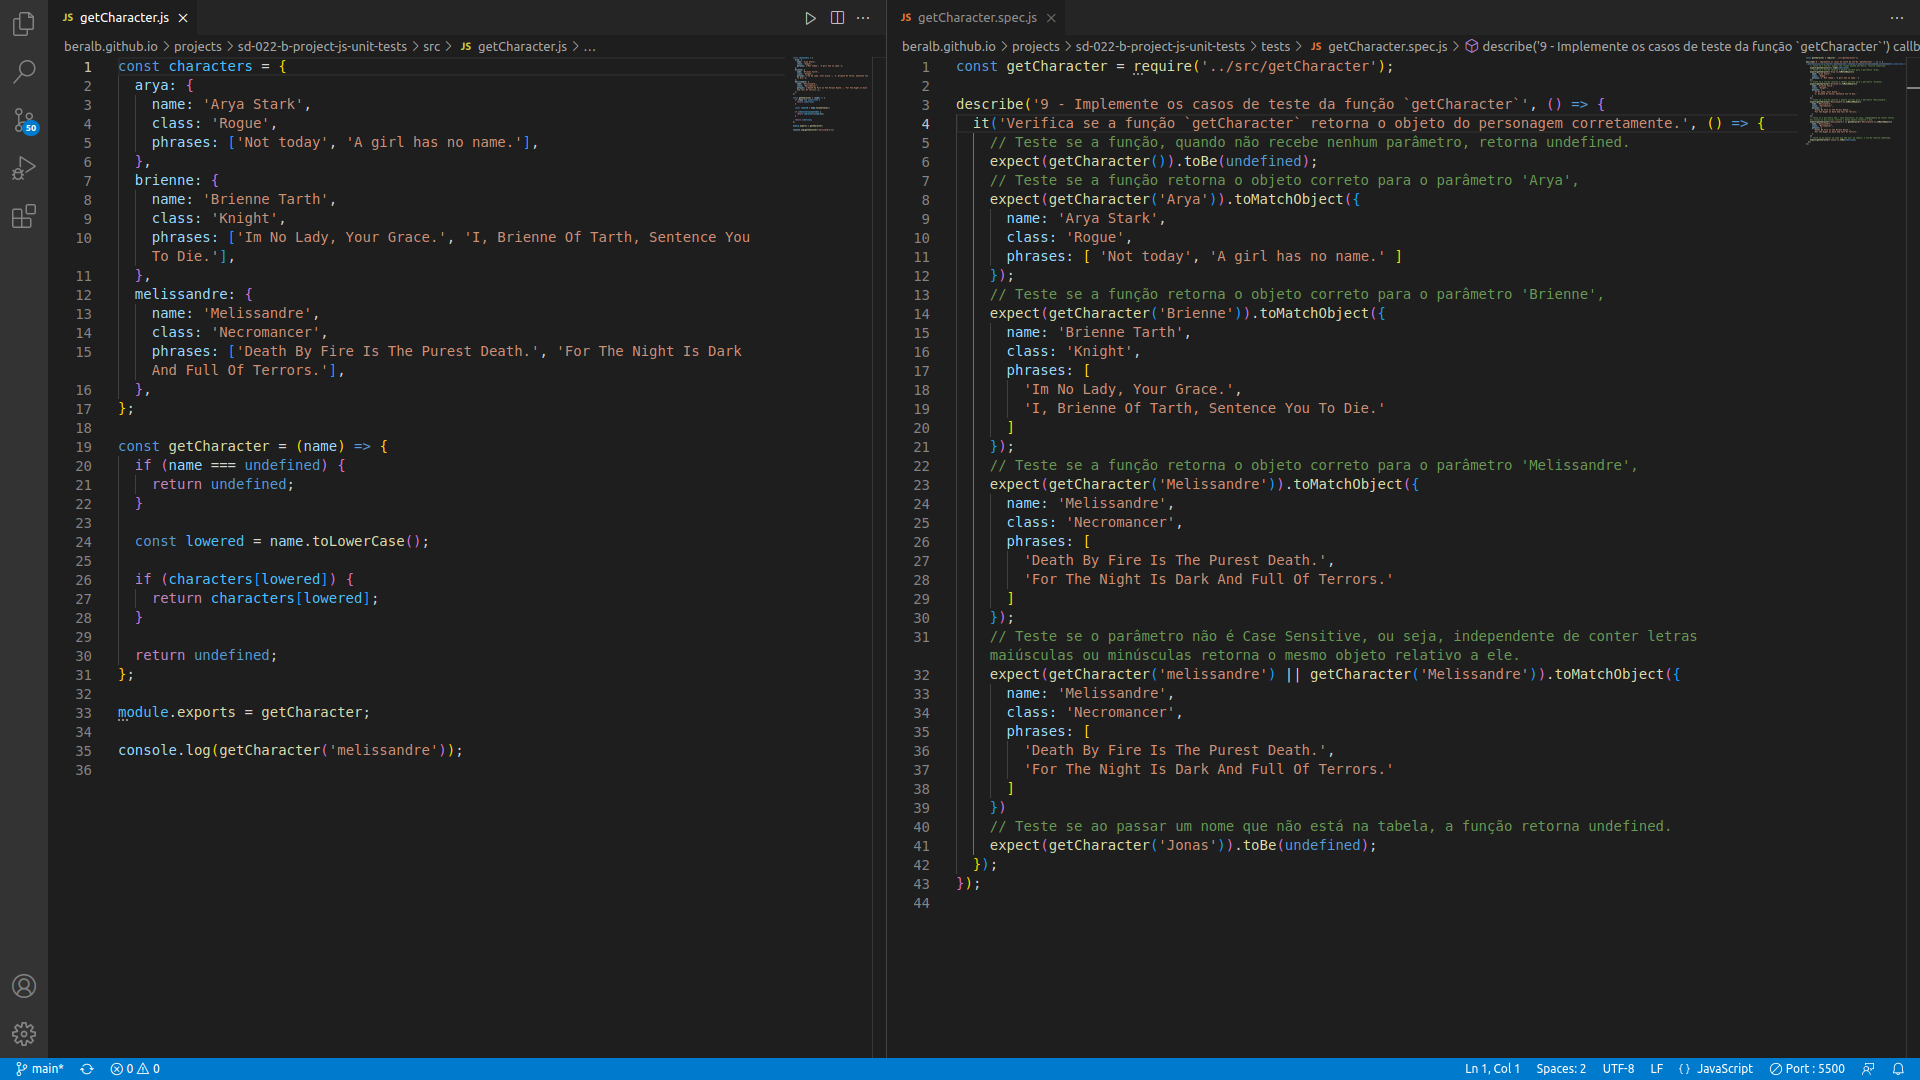 JS getCharacter.js
beralb.github.io > projects > sd-022-b-project-js-unit-tests > src > JS getCharacter.js > ...
1 const characters = {
2 arya: {
3 name: 'Arya Stark',
4 class: 'Rogue',
5 phrases: ['Not today', 'A girl has no name.'],
6 },
7 brienne: {
8 name: 'Brienne Tarth',
9 class: 'Knight',
10 phrases: ['Im No Lady, Your Grace.', 'I, Brienne Of Tarth, Sentence You
To Die.'],
11 },
12 melissandre: {
13 name: 'Melissandre',
14 class: 'Necromancer',
15 phrases: ['Death By Fire Is The Purest Death.', 'For The Night Is Dark
And Full Of Terrors.'],
16 },
17 };
18
19 const getCharacter = (name) => {
20 if (name === undefined) {
21 return undefined;
22 }
23
24 const lowered = name.toLowerCase();
25
26 if (characters[lowered]) {
27 return characters[lowered];
28 }
29
30 return undefined;
31 };
32
33 module.exports = getCharacter;
34
35 console.log(getCharacter('melissandre'));
36
JS getCharacter.spec.js
beralb.github.io > projects > sd-022-b-project-js-unit-tests > tests > JS getCharacter.spec.js > describe('9 - Implemente os casos de teste da função `getCharacter`') callb
1 const getCharacter = require('../src/getCharacter');
2
3 describe('9 - Implemente os casos de teste da função `getCharacter`', () => {
4 it('Verifica se a função `getCharacter` retorna o objeto do personagem corretamente.', () => {
5 // Teste se a função, quando não recebe nenhum parâmetro, retorna undefined.
6 expect(getCharacter()).toBe(undefined);
7 // Teste se a função retorna o objeto correto para o parâmetro 'Arya',
8 expect(getCharacter('Arya')).toMatchObject({
9 name: 'Arya Stark',
10 class: 'Rogue',
11 phrases: [ 'Not today', 'A girl has no name.' ]
12 });
13 // Teste se a função retorna o objeto correto para o parâmetro 'Brienne',
14 expect(getCharacter('Brienne')).toMatchObject({
15 name: 'Brienne Tarth',
16 class: 'Knight',
17 phrases: [
18 'Im No Lady, Your Grace.',
19 'I, Brienne Of Tarth, Sentence You To Die.'
20 ]
21 });
22 // Teste se a função retorna o objeto correto para o parâmetro 'Melissandre',
23 expect(getCharacter('Melissandre')).toMatchObject({
24 name: 'Melissandre',
25 class: 'Necromancer',
26 phrases: [
27 'Death By Fire Is The Purest Death.',
28 'For The Night Is Dark And Full Of Terrors.'
29 ]
30 });
31 // Teste se o parâmetro não é Case Sensitive, ou seja, independente de conter letras
maiúsculas ou minúsculas retorna o mesmo objeto relativo a ele.
32 expect(getCharacter('melissandre') || getCharacter('Melissandre')).toMatchObject({
33 name: 'Melissandre',
34 class: 'Necromancer',
35 phrases: [
36 'Death By Fire Is The Purest Death.',
37 'For The Night Is Dark And Full Of Terrors.'
38 ]
39 })
40 // Teste se ao passar um nome que não está na tabela, a função retorna undefined.
41 expect(getCharacter('Jonas')).toBe(undefined);
42 });
43 });
44
50
main* 0 0 Ln 1, Col 1 Spaces: 2 UTF-8 LF {} JavaScript Port : 5500